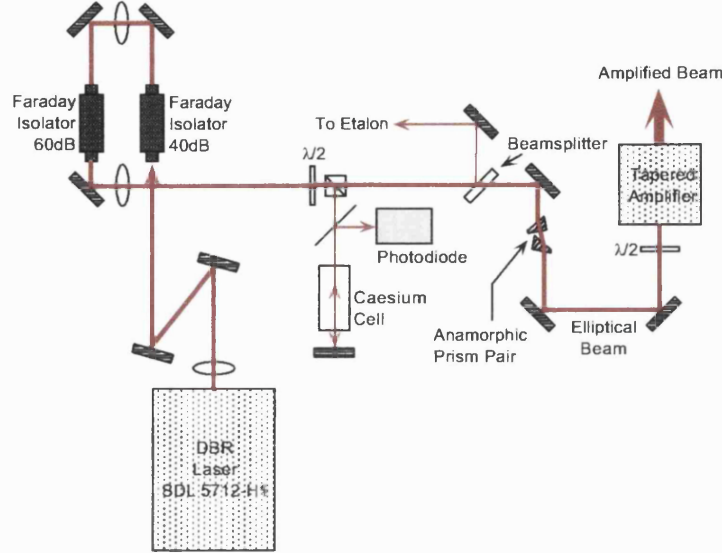 Amplified Beam
Faraday
Isolator
60dB
Faraday
Isolator
40dB
To Etalon
Beamsplitter
λ/2
Tapered
Amplifier
λ/2
Photodiode
Caesium
Cell
Anamorphic
Prism Pair
Elliptical
Beam
DBR
Laser
SDL 5712-H1